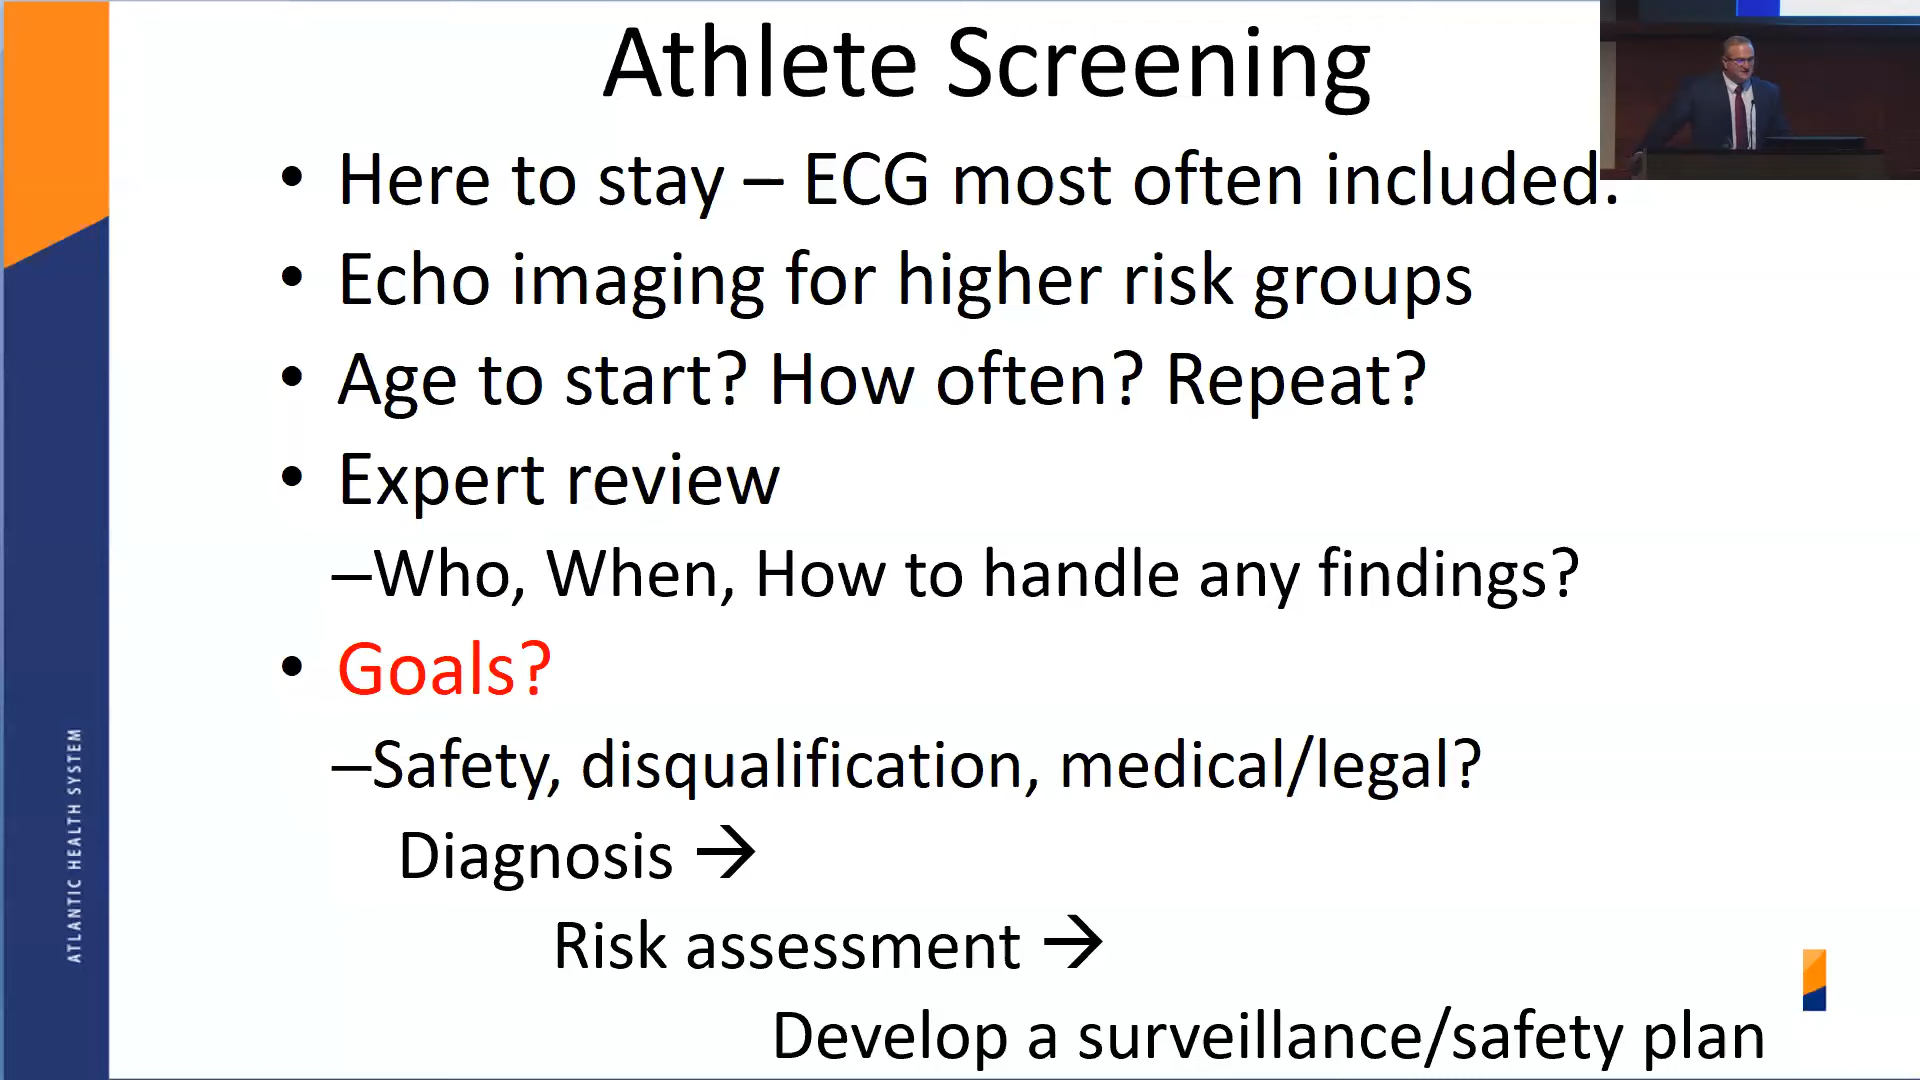 Athlete Screening
• Here to stay – ECG most often included.
• Echo imaging for higher risk groups
• Age to start? How often? Repeat?
• Expert review
–Who, When, How to handle any findings?
• Goals?
–Safety, disqualification, medical/legal?
Diagnosis →
Risk assessment →
Develop a surveillance/safety plan
ATLANTIC HEALTH SYSTEM